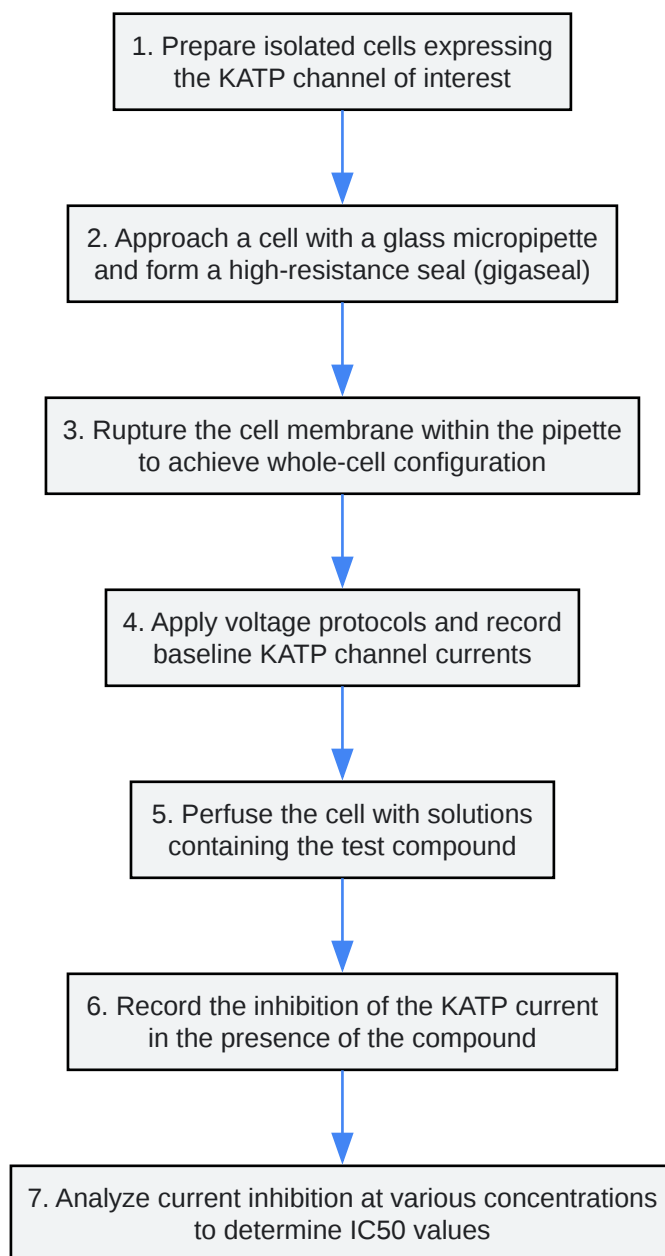 1. Prepare isolated cells expressing
the KATP channel of interest
2. Approach a cell with a glass micropipette
and form a high-resistance seal (gigaseal)
3. Rupture the cell membrane within the pipette
to achieve whole-cell configuration
4. Apply voltage protocols and record
baseline KATP channel currents
5. Perfuse the cell with solutions
containing the test compound
6. Record the inhibition of the KATP current
in the presence of the compound
7. Analyze current inhibition at various concentrations
to determine IC50 values